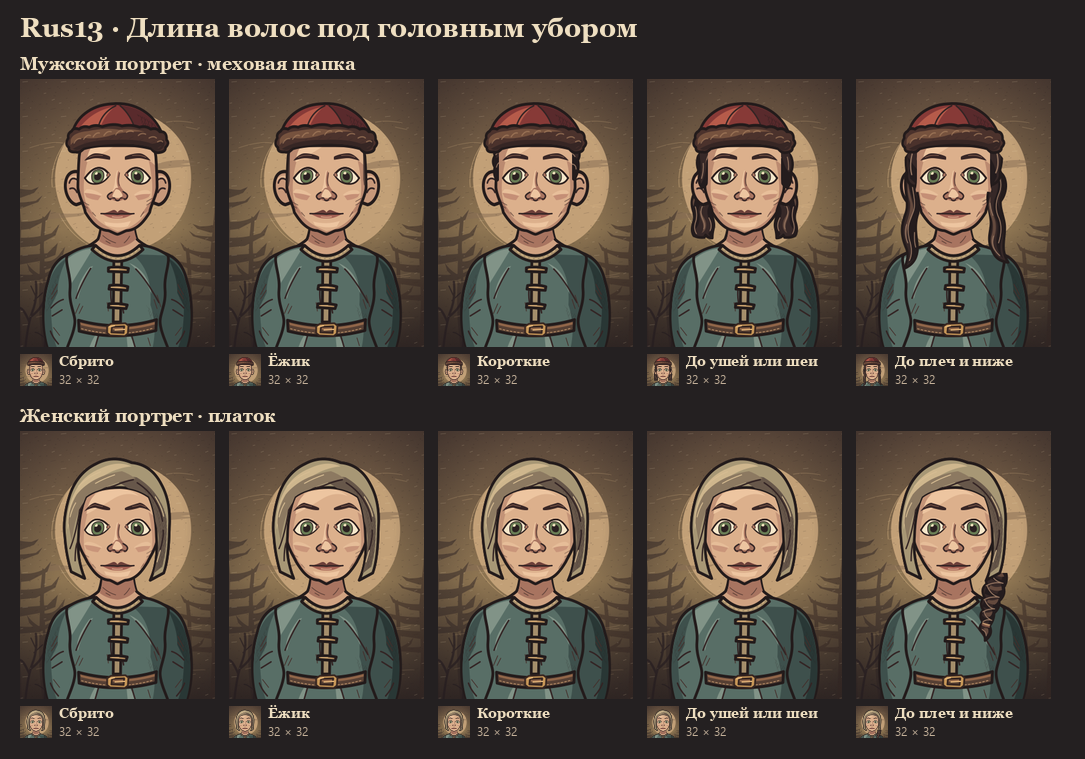 Rus13 · Длина волос под головным убором
Мужской портрет · меховая шапка
Сбрито
32 × 32
Ёжик
32 × 32
Короткие
32 × 32
До ушей или шеи
32 × 32
До плеч и ниже
32 × 32
Женский портрет · платок
Сбрито
32 × 32
Ёжик
32 × 32
Короткие
32 × 32
До ушей или шеи
32 × 32
До плеч и ниже
32 × 32